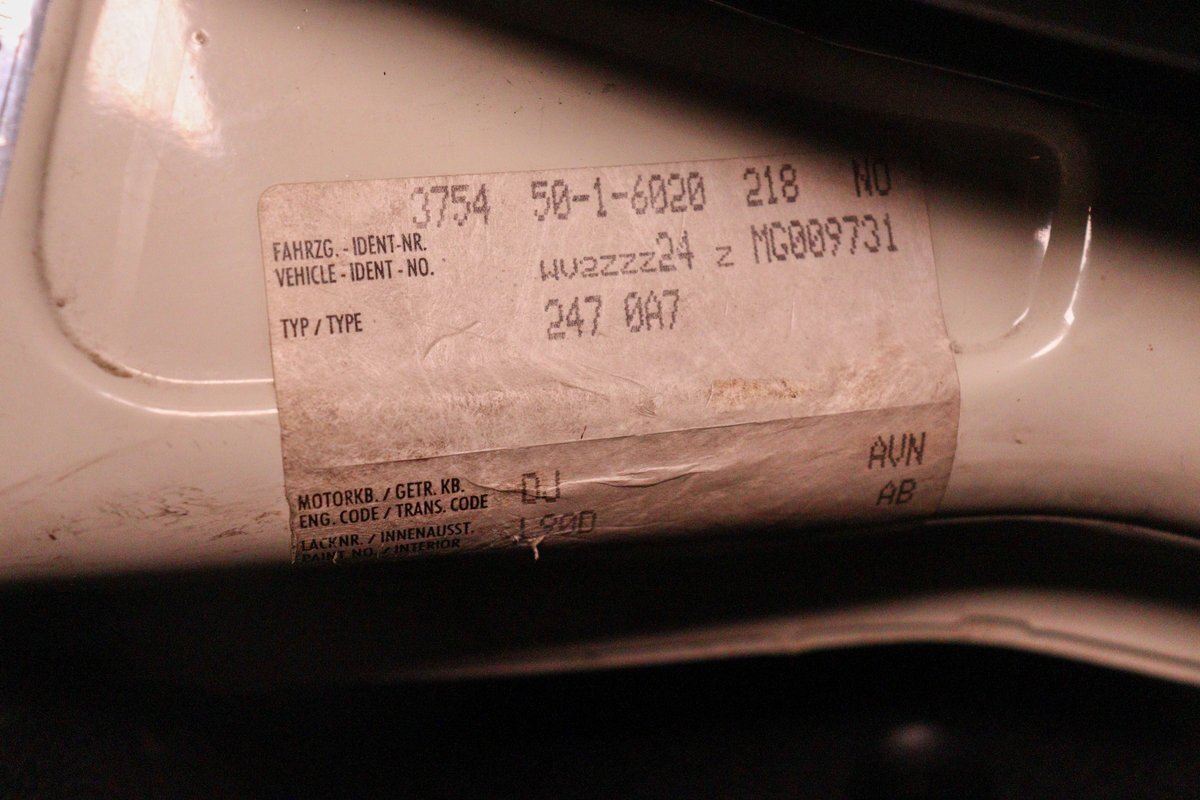 3754 50-1-6020 218 NO
FAHRZG. - IDENT-NR.
VEHICLE - IDENT - NO. WV2ZZZ24 Z MG009731
TYP / TYPE 247 0A7
MOTORKB. / GETR. KB. DJ AVN
ENG. CODE / TRANS. CODE
LACKNR. / INNENAUSST. L90D AB
PAINT NO. / INTERIOR